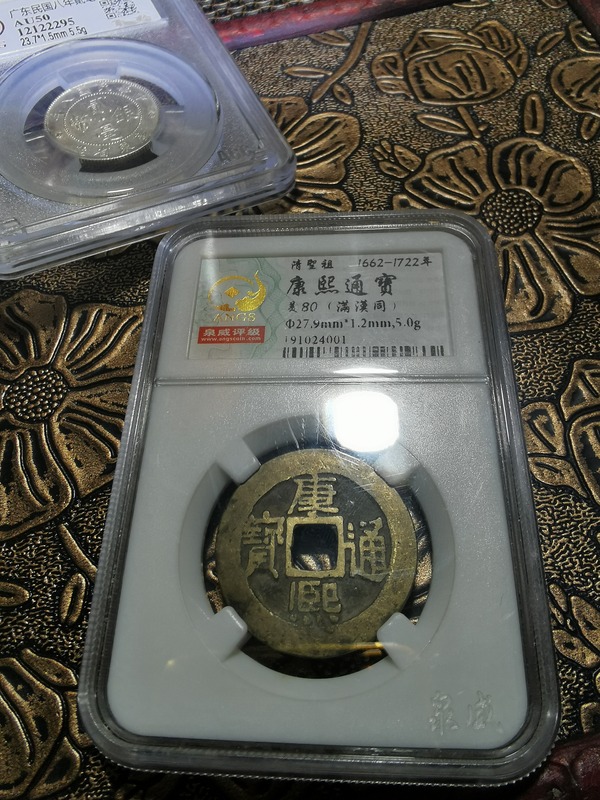 广东民国八年
AU50
12122295
23.7*1.5mm 5.5g
清聖祖 1662-1722年
康熙通寶
美80（滿漢同）
Φ27.9mm*1.2mm,5.0g
191024001
ANGS
泉威评级
www.angscoin.com
康熙通寶
泉威